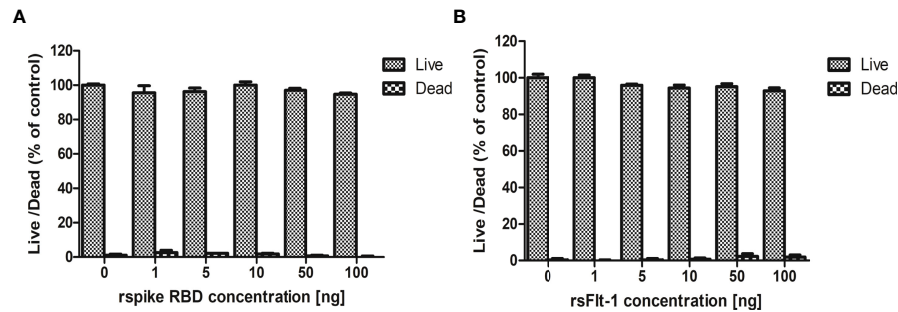 A
Live /Dead (% of control)
120
100
80
60
40
20
0
0 1 5 10 50 100
rspike RBD concentration [ng]
Live
Dead
B
Live/Dead (% of control)
120
100
80
60
40
20
0
0 1 5 10 50 100
rsFlt-1 concentration [ng]
Live
Dead